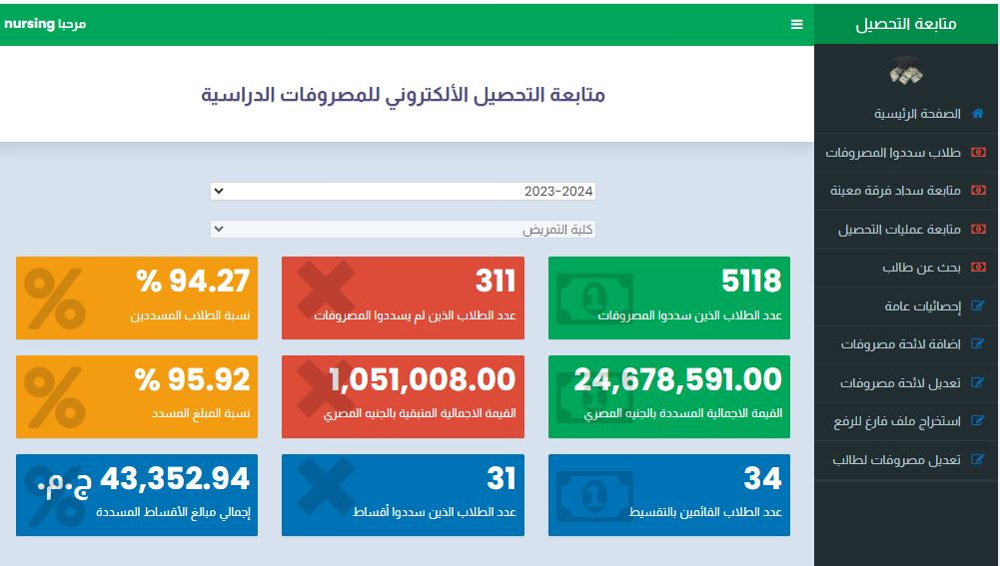 متابعة التحصيل
مرحبا nursing
الصفحة الرئيسية
طلاب سددوا المصروفات
متابعة سداد فرقة معينة
متابعة عمليات التحصيل
بحث عن طالب
إحصائيات عامة
اضافة لائحة مصروفات
تعديل لائحة مصروفات
استخراج ملف فارغ للرفع
تعديل مصروفات لطالب
متابعة التحصيل الألكتروني للمصروفات الدراسية
2023-2024
كلية التمريض
5118
عدد الطلاب الذين سددوا المصروفات
311
عدد الطلاب الذين لم يسددوا المصروفات
94.27 %
نسبة الطلاب المسددين
24,678,591.00
القيمة الاجمالية المسددة بالجنيه المصري
1,051,008.00
القيمة الاجمالية المتبقية بالجنيه المصري
95.92 %
نسبة المبلغ المسدد
34
عدد الطلاب القائمين بالتقسيط
31
عدد الطلاب الذين سددوا أقساط
43,352.94 ج.م.
إجمالي مبالغ الأقساط المسددة